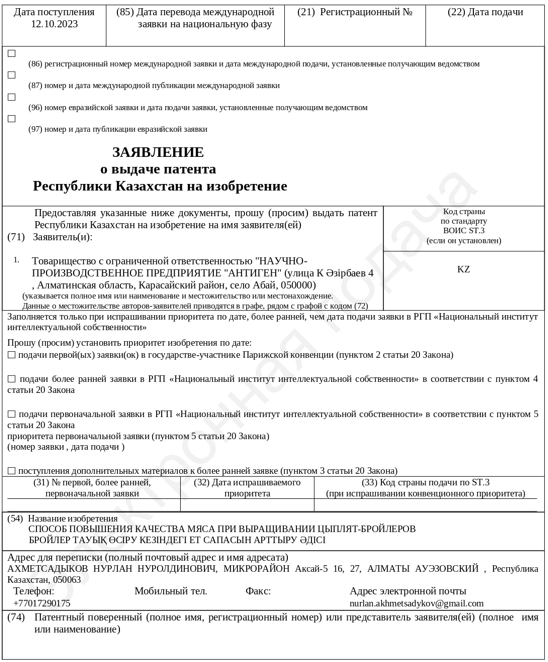 Дата поступления
12.10.2023
(85) Дата перевода международной
заявки на национальную фазу
(21) Регистрационный №
(22) Дата подачи
(86) регистрационный номер международной заявки и дата международной подачи, установленные получающим ведомством
(87) номер и дата международной публикации международной заявки
(96) номер евразийской заявки и дата подачи заявки, установленные получающим ведомством
(97) номер и дата публикации евразийской заявки
ЗАЯВЛЕНИЕ
о выдаче патента
Республики Казахстан на изобретение
Предоставляя указанные ниже документы, прошу (просим) выдать патент
Республики Казахстан на изобретение на имя заявителя(ей)
(71) Заявитель(и):
Код страны
по стандарту
ВОИС ST.3
(если он установлен)
1. Товарищество с ограниченной ответственностью "НАУЧНО-
ПРОИЗВОДСТВЕННОЕ ПРЕДПРИЯТИЕ "АНТИГЕН" (улица К Әзірбаев 4
, Алматинская область, Карасайский район, село Абай, 050000)
(указывается полное имя или наименование и местожительство или местонахождение.
Данные о местожительстве авторов-заявителей приводятся в графе, рядом с графой с кодом (72)
KZ
Заполняется только при испрашивании приоритета по дате, более ранней, чем дата подачи заявки в РГП «Национальный институт
интеллектуальной собственности»
Прошу (просим) установить приоритет изобретения по дате:
подачи первой(ых) заявки(ок) в государстве-участнике Парижской конвенции (пунктом 2 статьи 20 Закона)
подачи более ранней заявки в РГП «Национальный институт интеллектуальной собственности» в соответствии с пунктом 4
статьи 20 Закона
подачи первоначальной заявки в РГП «Национальный институт интеллектуальной собственности» в соответствии с пунктом 5
статьи 20 Закона
приоритета первоначальной заявки (пунктом 5 статьи 20 Закона)
(номер заявки , дата подачи )
поступления дополнительных материалов к более ранней заявке (пунктом 3 статьи 20 Закона)
(31) № первой, более ранней,
первоначальной заявки
(32) Дата испрашиваемого
приоритета
(33) Код страны подачи по ST.3
(при испрашивании конвенционного приоритета)
(54) Название изобретения
СПОСОБ ПОВЫШЕНИЯ КАЧЕСТВА МЯСА ПРИ ВЫРАЩИВАНИИ ЦЫПЛЯТ-БРОЙЛЕРОВ
БРОЙЛЕР ТАУЫҚ ӨСІРУ КЕЗІНДЕГІ ЕТ САПАСЫН АРТТЫРУ ӘДІСІ
Адрес для переписки (полный почтовый адрес и имя адресата)
АХМЕТСАДЫКОВ НУРЛАН НУРОЛДИНОВИЧ, МИКРОРАЙОН Аксай-5 16, 27, АЛМАТЫ АУЭЗОВСКИЙ , Республика
Казахстан, 050063
Телефон: Мобильный тел. Факс: Адрес электронной почты
+77017290175 nurlan.akhmetsadykov@gmail.com
(74) Патентный поверенный (полное имя, регистрационный номер) или представитель заявителя(ей) (полное имя
или наименование)
электронная подача